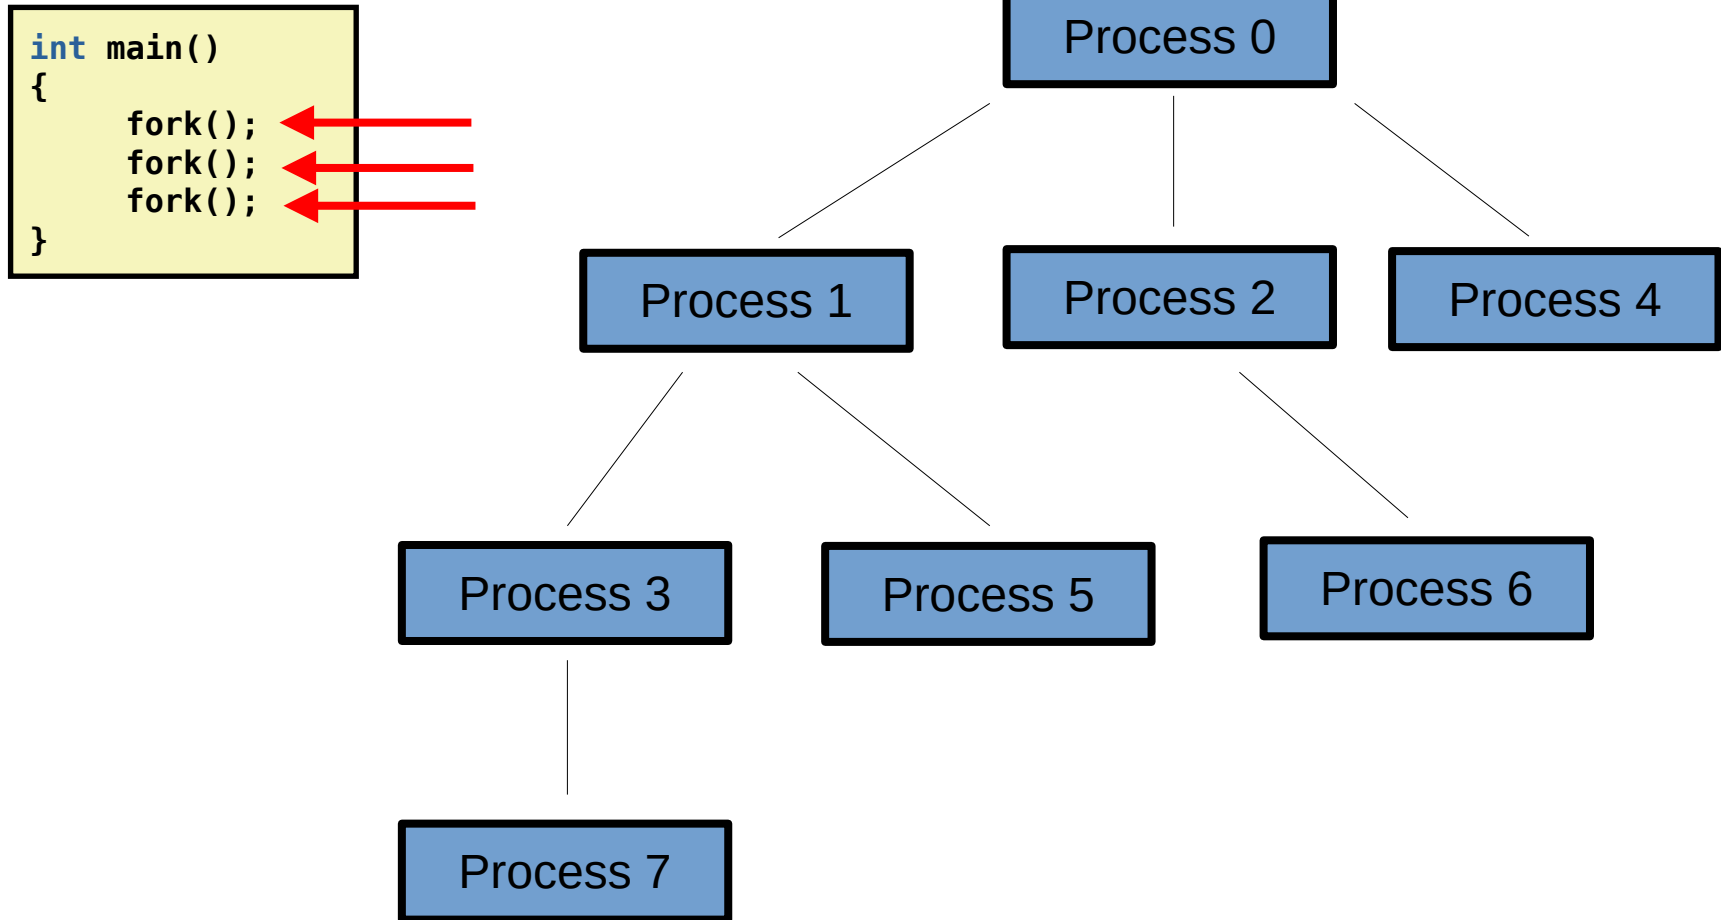 int main()
{
fork();
fork();
fork();
}
Process 0
Process 1
Process 2
Process 4
Process 3
Process 5
Process 6
Process 7